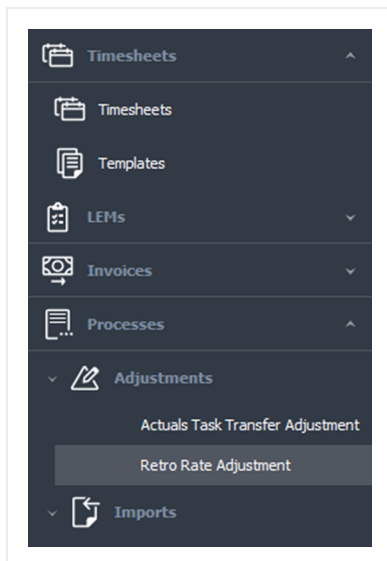 Timesheets
Timesheets
Templates
LEMs
Invoices
Processes
Adjustments
Actuals Task Transfer Adjustment
Retro Rate Adjustment
Imports